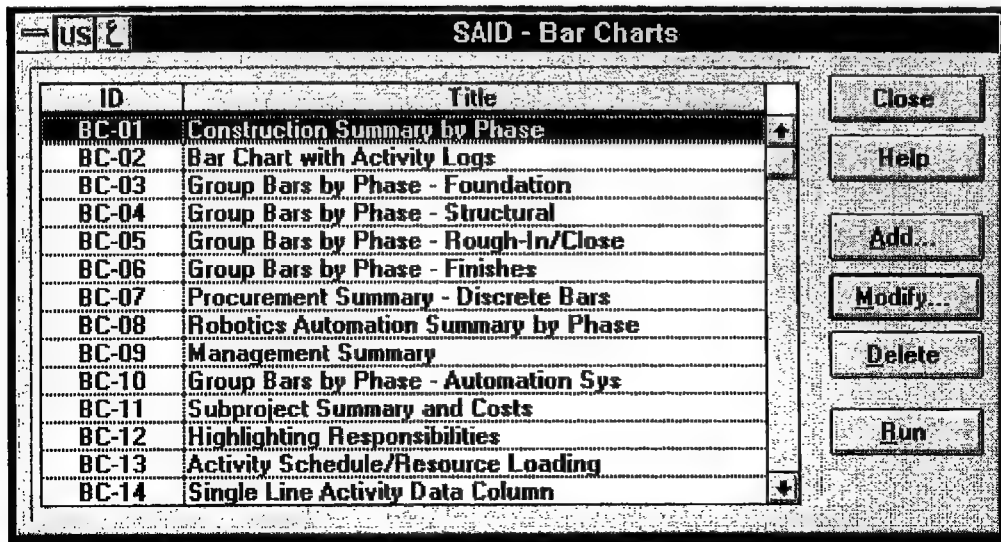 US ع SAID - Bar Charts
ID Title
BC-01 Construction Summary by Phase
BC-02 Bar Chart with Activity Logs
BC-03 Group Bars by Phase - Foundation
BC-04 Group Bars by Phase - Structural
BC-05 Group Bars by Phase - Rough-In/Close
BC-06 Group Bars by Phase - Finishes
BC-07 Procurement Summary - Discrete Bars
BC-08 Robotics Automation Summary by Phase
BC-09 Management Summary
BC-10 Group Bars by Phase - Automation Sys
BC-11 Subproject Summary and Costs
BC-12 Highlighting Responsibilities
BC-13 Activity Schedule/Resource Loading
BC-14 Single Line Activity Data Column
Close
Help
Add...
Modify...
Delete
Run